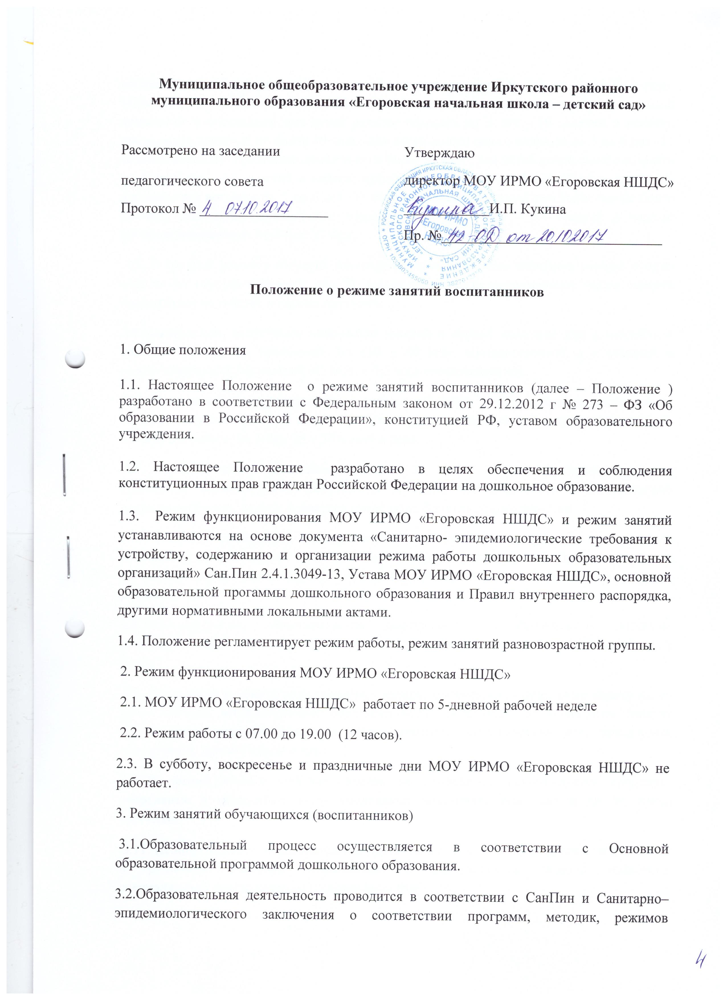 Муниципальное общеобразовательное учреждение Иркутского районного
муниципального образования «Егоровская начальная школа – детский сад»
Рассмотрено на заседании
педагогического совета
Протокол № 4 07.10.2017
Утверждаю
директор МОУ ИРМО «Егоровская НШДС»
И.П. Кукина
Пр. № 42-ОД от 20.10.2017
МОУ ИРМО
«Егоровская
НШДС»
Положение о режиме занятий воспитанников
1. Общие положения
1.1. Настоящее Положение о режиме занятий воспитанников (далее – Положение )
разработано в соответствии с Федеральным законом от 29.12.2012 г № 273 – ФЗ «Об
образовании в Российской Федерации», конституцией РФ, уставом образовательного
учреждения.
1.2. Настоящее Положение разработано в целях обеспечения и соблюдения
конституционных прав граждан Российской Федерации на дошкольное образование.
1.3. Режим функционирования МОУ ИРМО «Егоровская НШДС» и режим занятий
устанавливаются на основе документа «Санитарно- эпидемиологические требования к
устройству, содержанию и организации режима работы дошкольных образовательных
организаций» Сан.Пин 2.4.1.3049-13, Устава МОУ ИРМО «Егоровская НШДС», основной
образовательной прогаммы дошкольного образования и Правил внутреннего распорядка,
другими нормативными локальными актами.
1.4. Положение регламентирует режим работы, режим занятий разновозрастной группы.
2. Режим функционирования МОУ ИРМО «Егоровская НШДС»
2.1. МОУ ИРМО «Егоровская НШДС» работает по 5-дневной рабочей неделе
2.2. Режим работы с 07.00 до 19.00 (12 часов).
2.3. В субботу, воскресенье и праздничные дни МОУ ИРМО «Егоровская НШДС» не
работает.
3. Режим занятий обучающихся (воспитанников)
3.1.Образовательный процесс осуществляется в соответствии с Основной
образовательной программой дошкольного образования.
3.2.Образовательная деятельность проводится в соответствии с СанПин и Санитарно–
эпидемиологического заключения о соответствии программ, методик, режимов
4